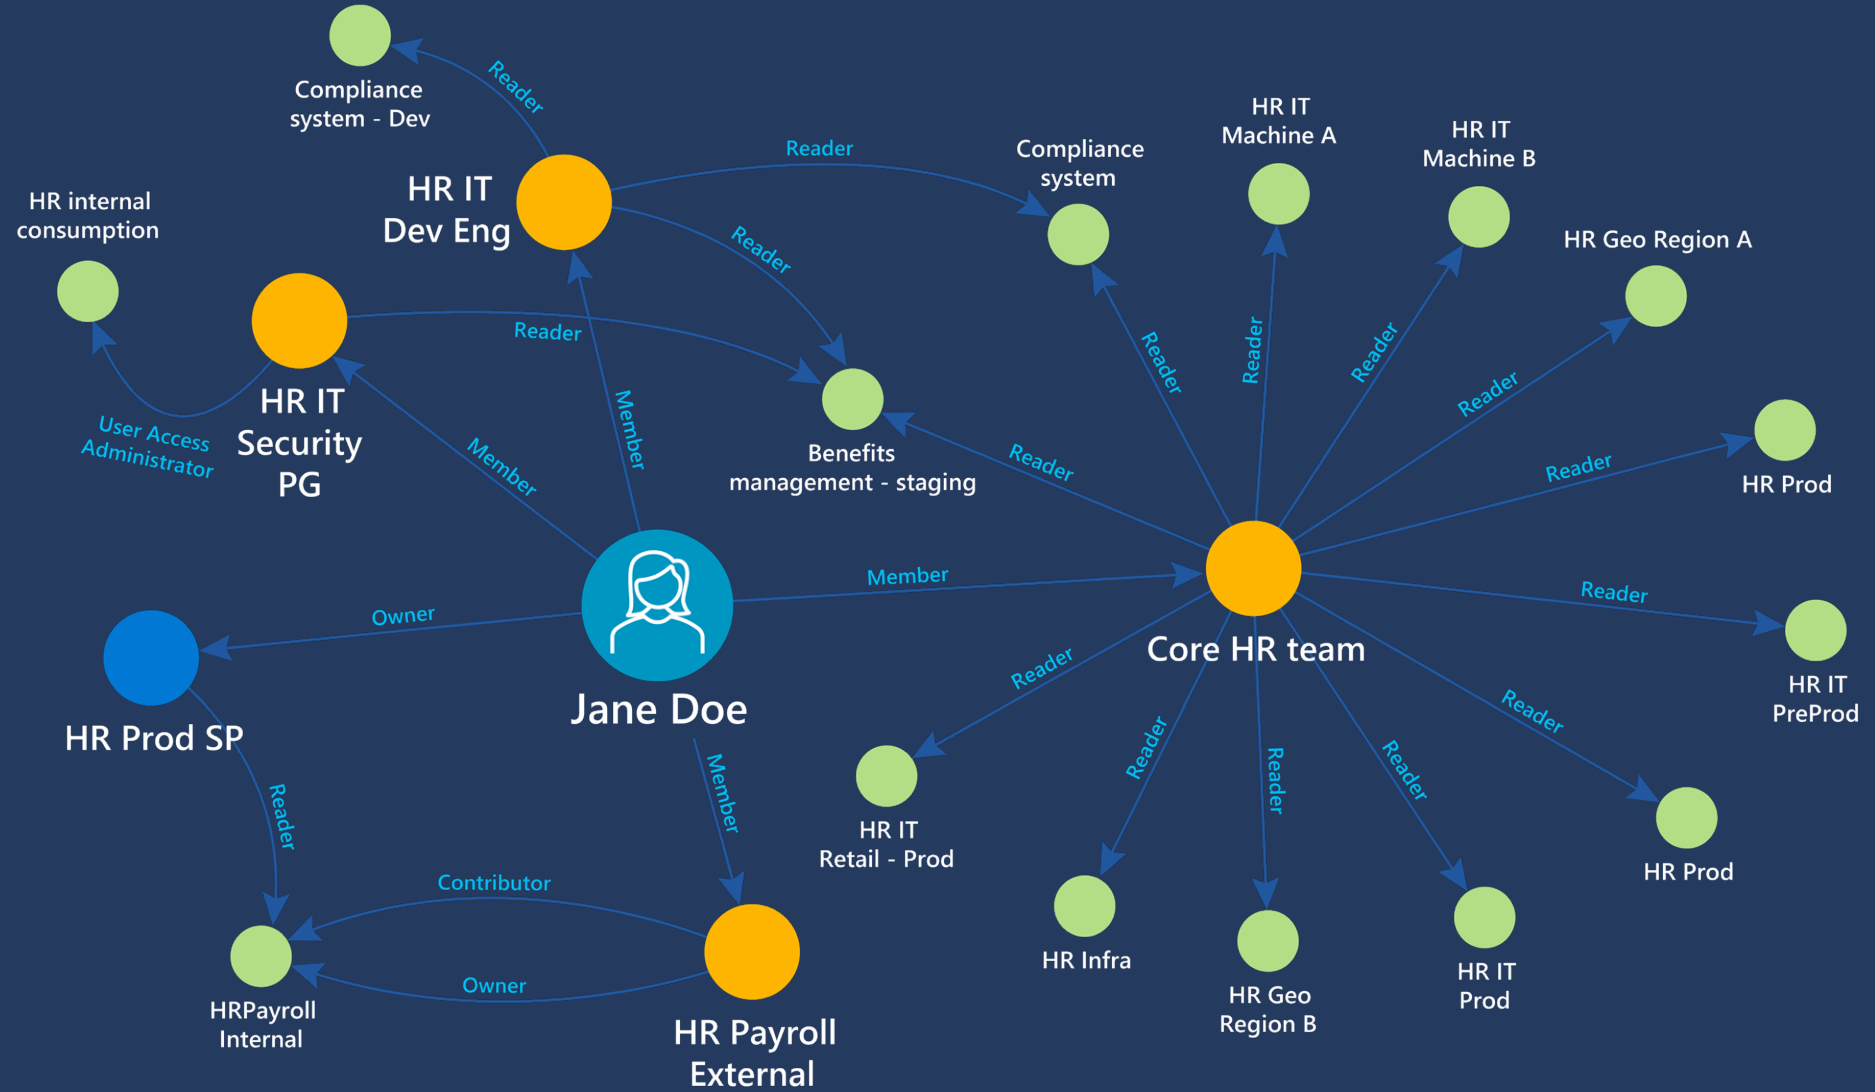 Compliance
system - Dev
Reader
HR IT
Dev Eng
Reader
Compliance
system
HR IT
Machine A
HR IT
Machine B
HR internal
consumption
Reader
HR Geo Region A
HR IT
Security
PG
User Access
Administrator
Reader
Member
Member
Benefits
management - staging
Reader
Reader
Reader
Reader
Reader
Reader
HR Prod
Reader
HR IT
PreProd
Owner
Jane Doe
Member
Core HR team
HR Prod SP
Reader
Member
Reader
HR IT
Retail - Prod
Reader
HR Infra
Reader
HR Geo
Region B
Reader
HR IT
Prod
Reader
HR Prod
Contributor
Owner
HRPayroll
Internal
HR Payroll
External